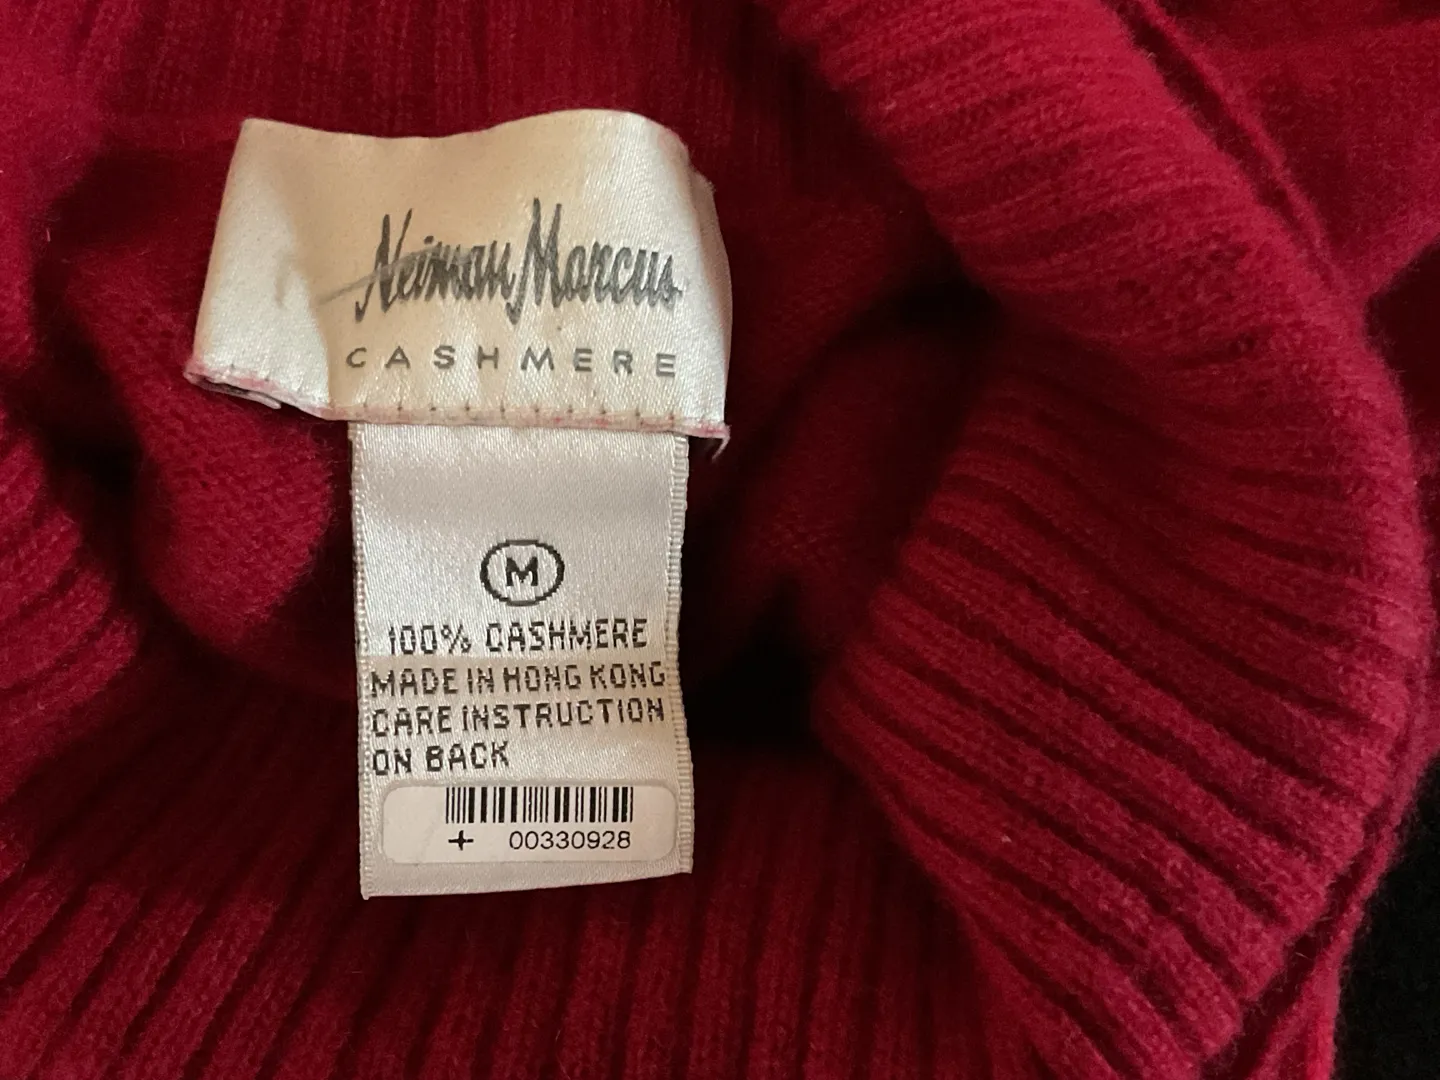 Neiman Marcus
CASHMERE
M
100% CASHMERE
MADE IN HONG KONG
CARE INSTRUCTION
ON BACK
+ 00330928